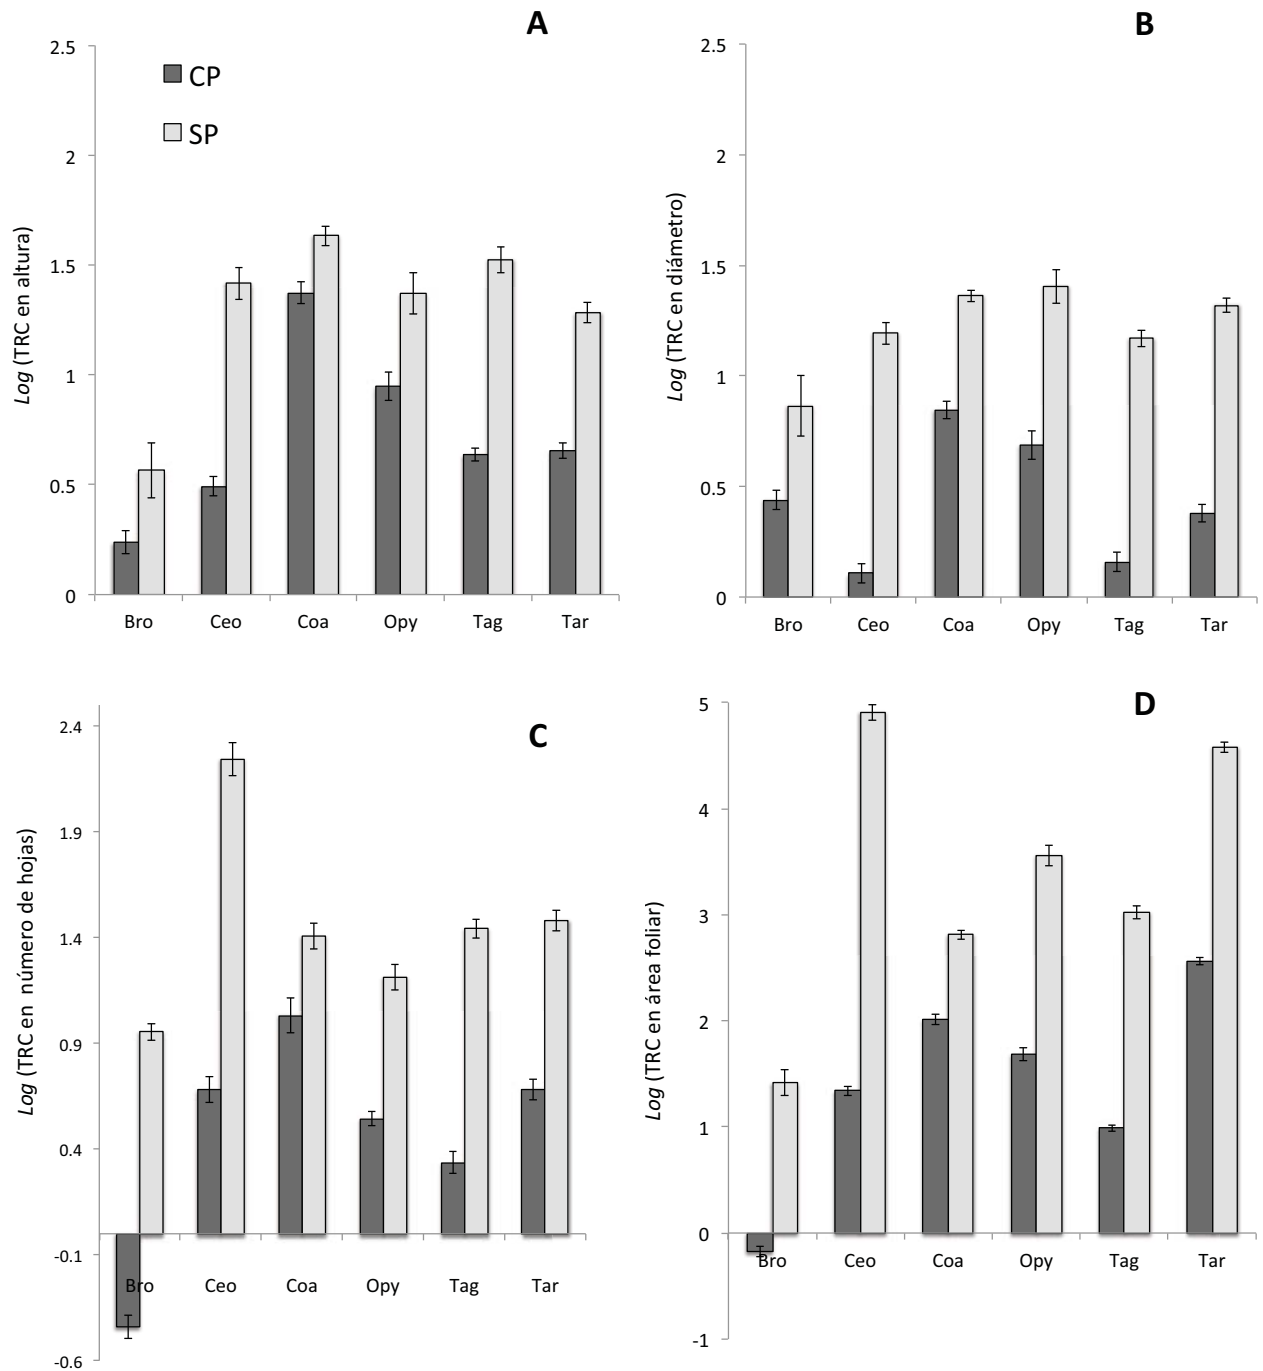 A
2.5
CP
SP
2
1.5
1
0.5
0
Log (TRC en altura)
Bro Ceo Coa Opy Tag Tar
B
2.5
2
1.5
1
0.5
0
Log (TRC en diámetro)
Bro Ceo Coa Opy Tag Tar
C
2.4
1.9
1.4
0.9
0.4
-0.1
-0.6
Log (TRC en número de hojas)
Bro Ceo Coa Opy Tag Tar
D
5
4
3
2
1
0
-1
Log (TRC en área foliar)
Bro Ceo Coa Opy Tag Tar